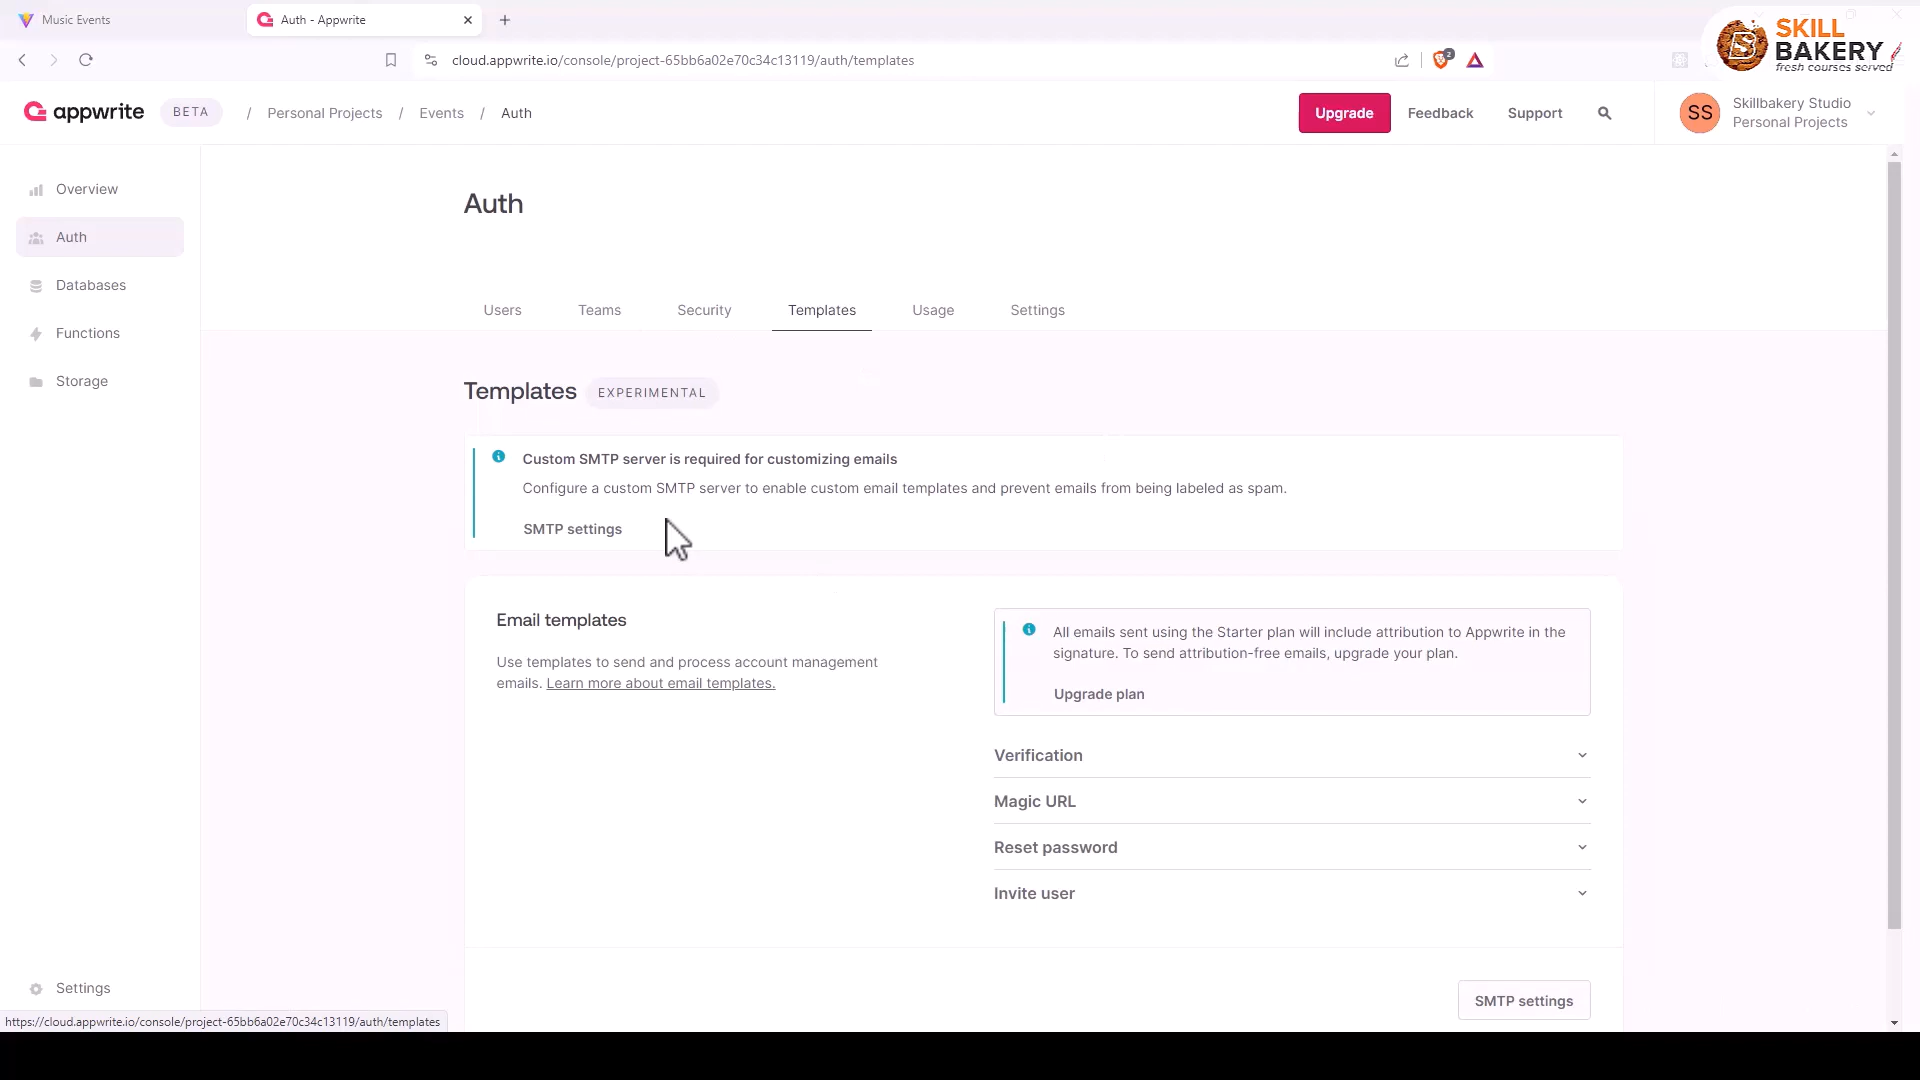 Music Events
Auth - Appwrite
SKILL
BAKERY
fresh courses served
cloud.appwrite.io/console/project-65bb6a02e70c34c13119/auth/templates
2
appwrite
BETA
/ Personal Projects / Events / Auth
Upgrade
Feedback
Support
SS
Skillbakery Studio
Personal Projects
Overview
Auth
Databases
Functions
Storage
Settings
Auth
Users
Teams
Security
Templates
Usage
Settings
Templates
EXPERIMENTAL
Custom SMTP server is required for customizing emails
Configure a custom SMTP server to enable custom email templates and prevent emails from being labeled as spam.
SMTP settings
Email templates
Use templates to send and process account management
emails. Learn more about email templates.
All emails sent using the Starter plan will include attribution to Appwrite in the
signature. To send attribution-free emails, upgrade your plan.
Upgrade plan
Verification
Magic URL
Reset password
Invite user
SMTP settings
https://cloud.appwrite.io/console/project-65bb6a02e70c34c13119/auth/templates